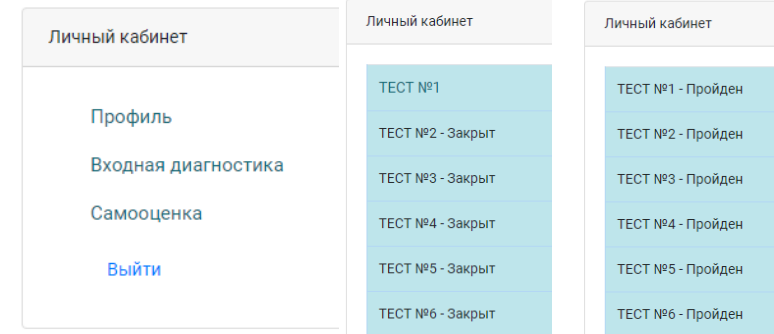 Личный кабинет
Профиль
Входная диагностика
Самооценка
Выйти
Личный кабинет
ТЕСТ №1
ТЕСТ №2 - Закрыт
ТЕСТ №3 - Закрыт
ТЕСТ №4 - Закрыт
ТЕСТ №5 - Закрыт
ТЕСТ №6 - Закрыт
Личный кабинет
ТЕСТ №1 - Пройден
ТЕСТ №2 - Пройден
ТЕСТ №3 - Пройден
ТЕСТ №4 - Пройден
ТЕСТ №5 - Пройден
ТЕСТ №6 - Пройден